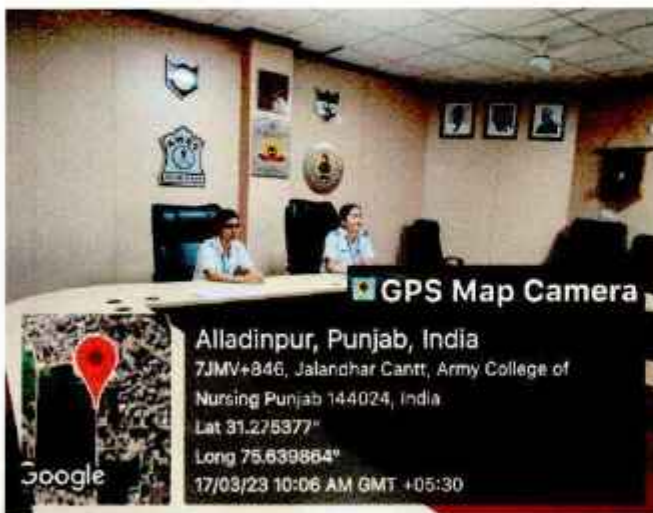 GPS Map Camera
Alladinpur, Punjab, India
7JMV+846, Jalandhar Cantt, Army College of
Nursing Punjab 144024, India
Lat 31.275377°
Long 75.639864°
17/03/23 10:06 AM GMT +05:30
Google